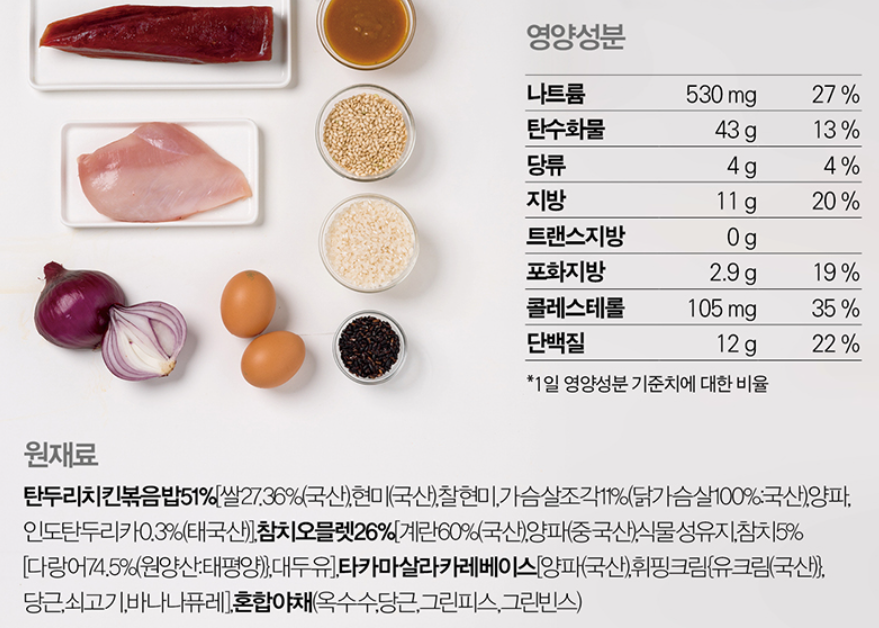 영양성분
나트륨 530 mg 27 %
탄수화물 43 g 13 %
당류 4 g 4 %
지방 11 g 20 %
트랜스지방 0 g
포화지방 2.9 g 19 %
콜레스테롤 105 mg 35 %
단백질 12 g 22 %
*1일 영양성분 기준치에 대한 비율
원재료
탄두리치킨볶음밥51%[쌀27.36%(국산),현미(국산),찰현미,가슴살조각11%(닭가슴살100%:국산),양파,
인도탄두리카0.3%(태국산)],참치오믈렛26%[계란60%(국산),양파(중국산),식물성유지,참치5%
[다랑어74.5%(원양산:태평양)},대두유],타카마살라카레베이스[양파(국산),휘핑크림{유크림(국산)},
당근,쇠고기,바나나퓨레],혼합야채(옥수수,당근,그린피스,그린빈스)